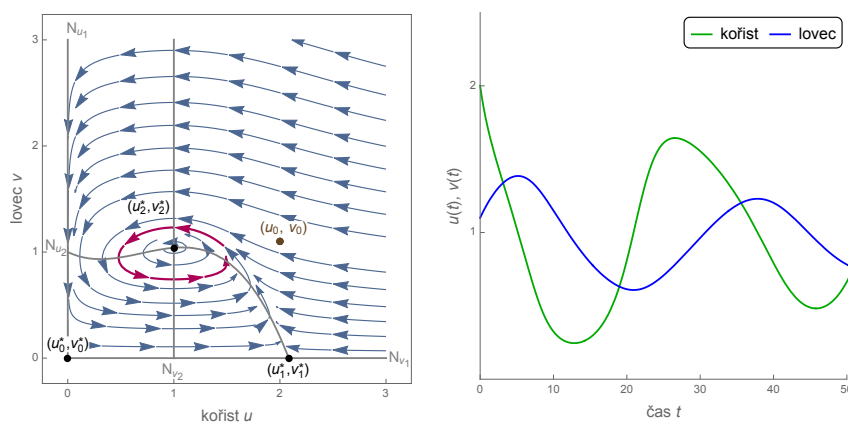 N_{u_1}
3
2
1
0
lovec v
N_{u_2}
(u_2^*,v_2^*)
(u_0, v_0)
(u_0^*,v_0^*)
(u_1^*,v_1^*)
N_{v_1}
N_{v_2}
0
1
2
3
kořist u
kořist
lovec
2
1
u(t), v(t)
0
10
20
30
40
50
čas t